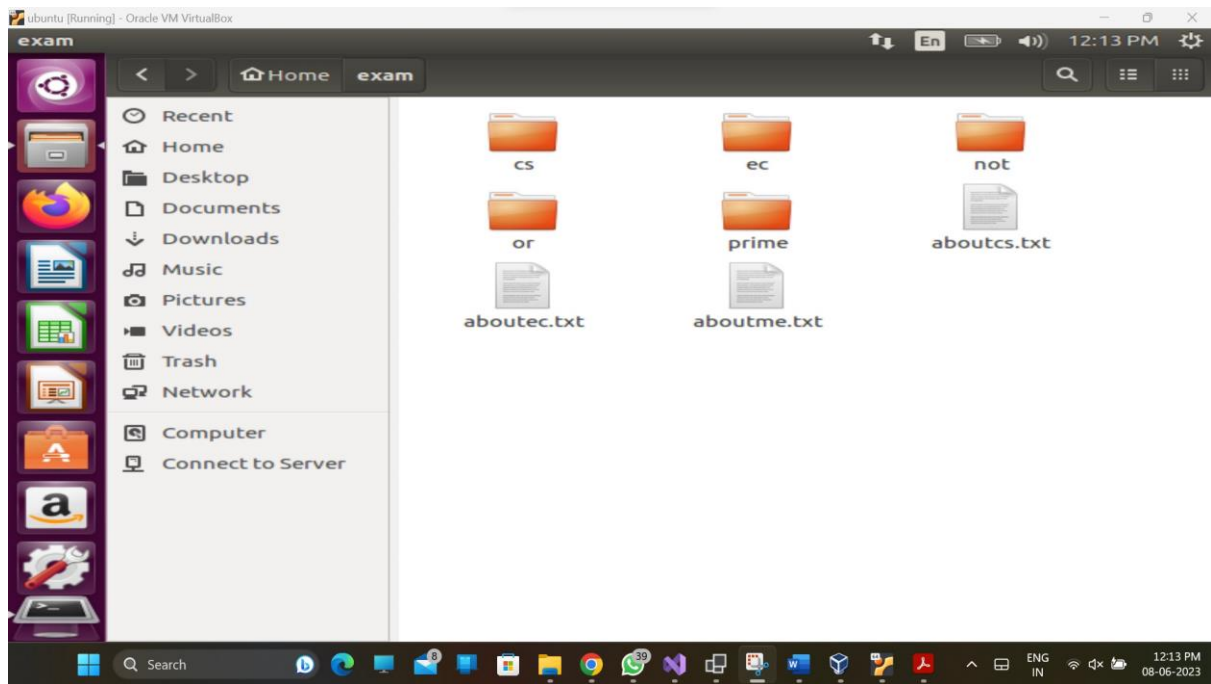 ubuntu [Running] - Oracle VM VirtualBox
exam
En
12:13 PM
Home exam
Recent
Home
Desktop
Documents
Downloads
Music
Pictures
Videos
Trash
Network
Computer
Connect to Server
cs ec not
or prime aboutcs.txt
aboutec.txt aboutme.txt
Search
8
39
ENG
IN
12:13 PM
08-06-2023